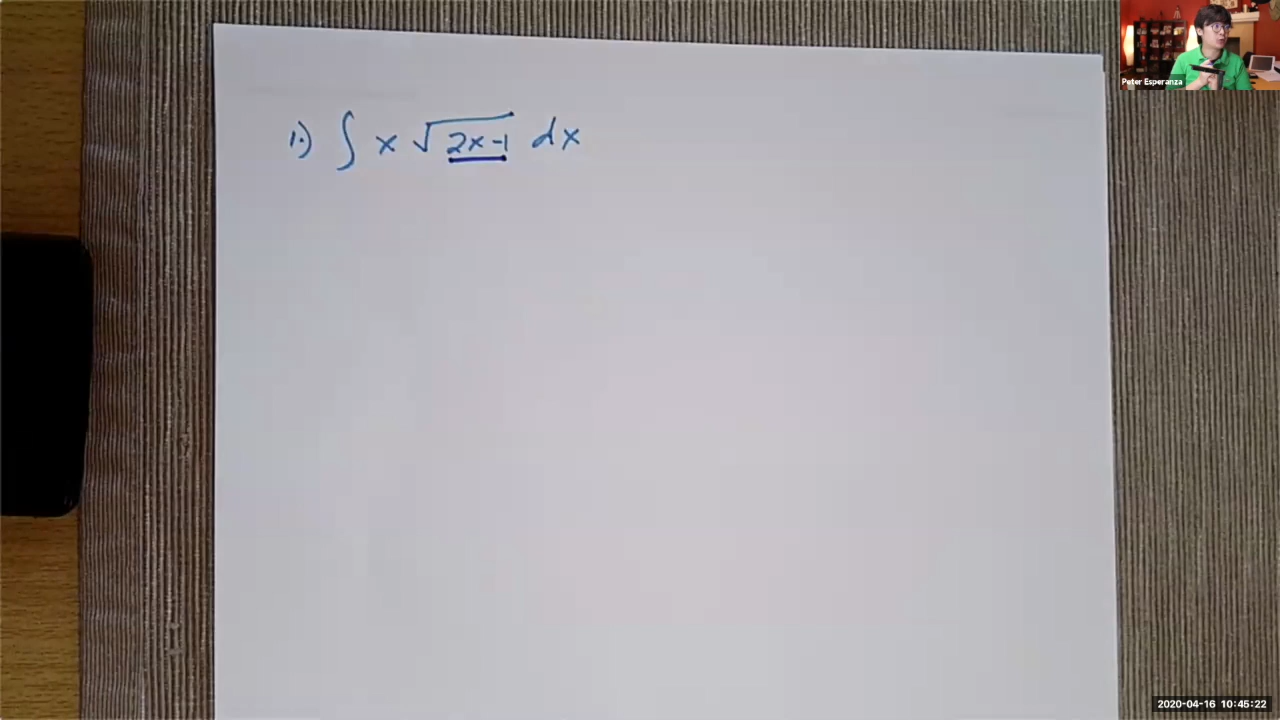 1.) ∫ x √2x-1 dx
Peter Esperanza
2020-04-16 10:45:22